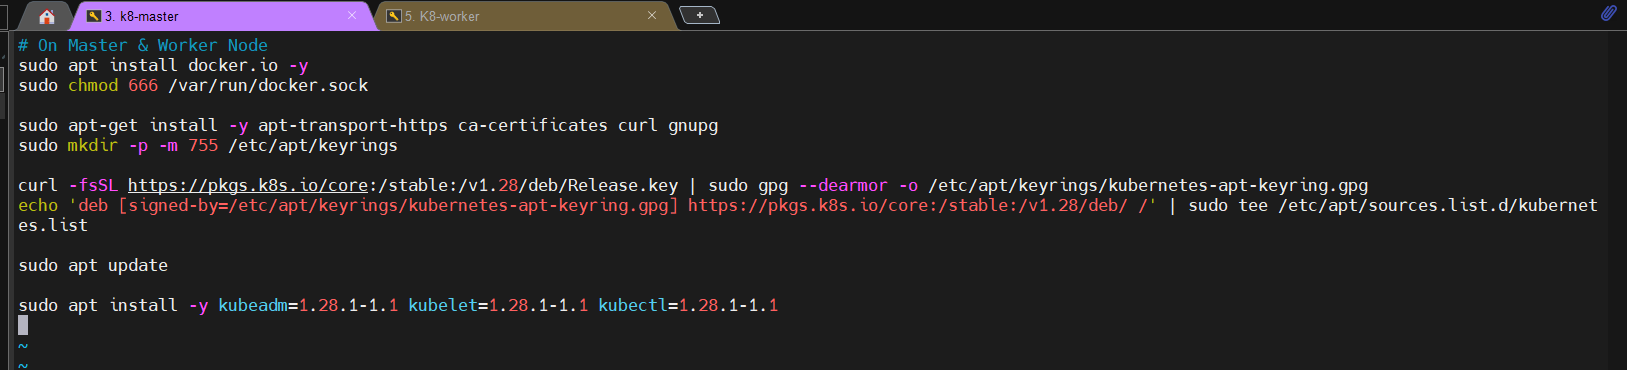 3. k8-master
5. K8-worker
# On Master & Worker Node
sudo apt install docker.io -y
sudo chmod 666 /var/run/docker.sock
sudo apt-get install -y apt-transport-https ca-certificates curl gnupg
sudo mkdir -p -m 755 /etc/apt/keyrings
curl -fsSL https://pkgs.k8s.io/core:/stable:/v1.28/deb/Release.key | sudo gpg --dearmor -o /etc/apt/keyrings/kubernetes-apt-keyring.gpg
echo 'deb [signed-by=/etc/apt/keyrings/kubernetes-apt-keyring.gpg] https://pkgs.k8s.io/core:/stable:/v1.28/deb/ /' | sudo tee /etc/apt/sources.list.d/kubernet
es.list
sudo apt update
sudo apt install -y kubeadm=1.28.1-1.1 kubelet=1.28.1-1.1 kubectl=1.28.1-1.1
~
~